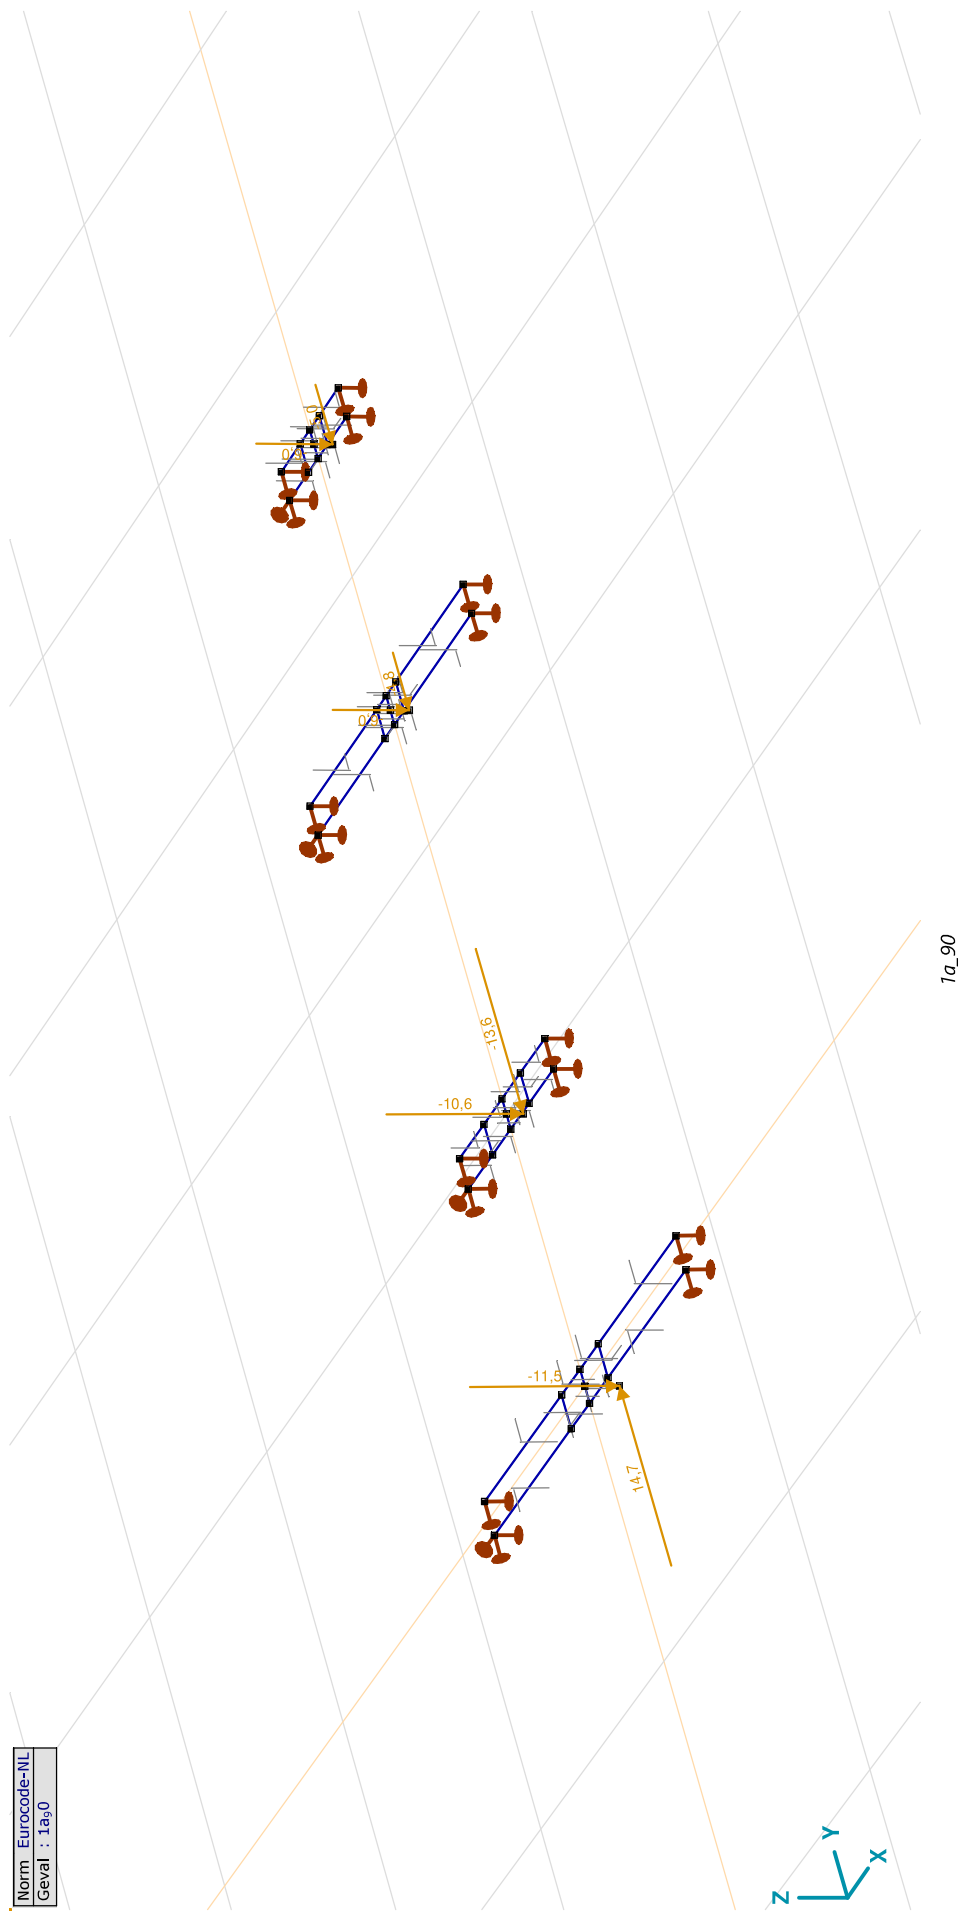 Norm Eurocode-NL
Geval : 1a₉0
-11,5
14,7
-10,6
-13,6
1a_90
Z
Y
X